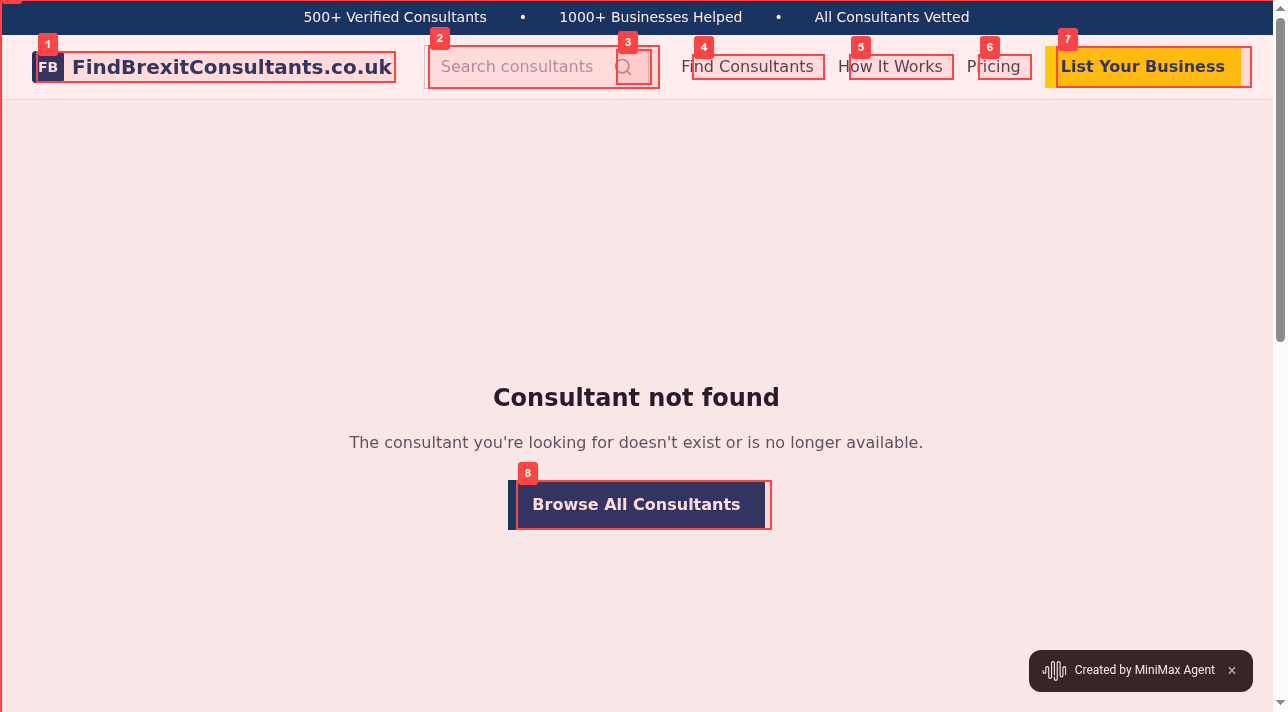 500+ Verified Consultants • 1000+ Businesses Helped • All Consultants Vetted
1 2 3 4 5 6 7
FB FindBrexitConsultants.co.uk Search consultants Find Consultants How It Works Pricing List Your Business
Consultant not found
The consultant you're looking for doesn't exist or is no longer available.
8
Browse All Consultants
Created by MiniMax Agent ×